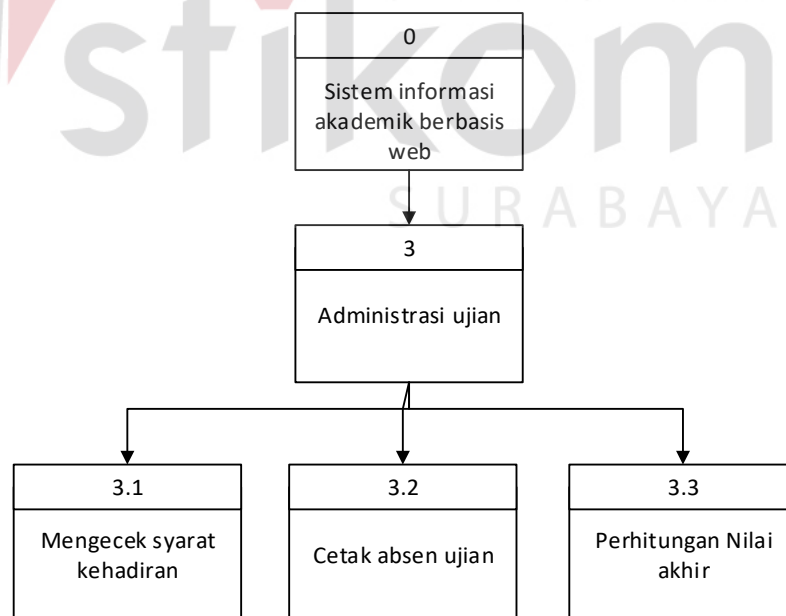 stikom
SURABAYA
0
Sistem informasi
akademik berbasis
web
3
Administrasi ujian
3.1
Mengecek syarat
kehadiran
3.2
Cetak absen ujian
3.3
Perhitungan Nilai
akhir